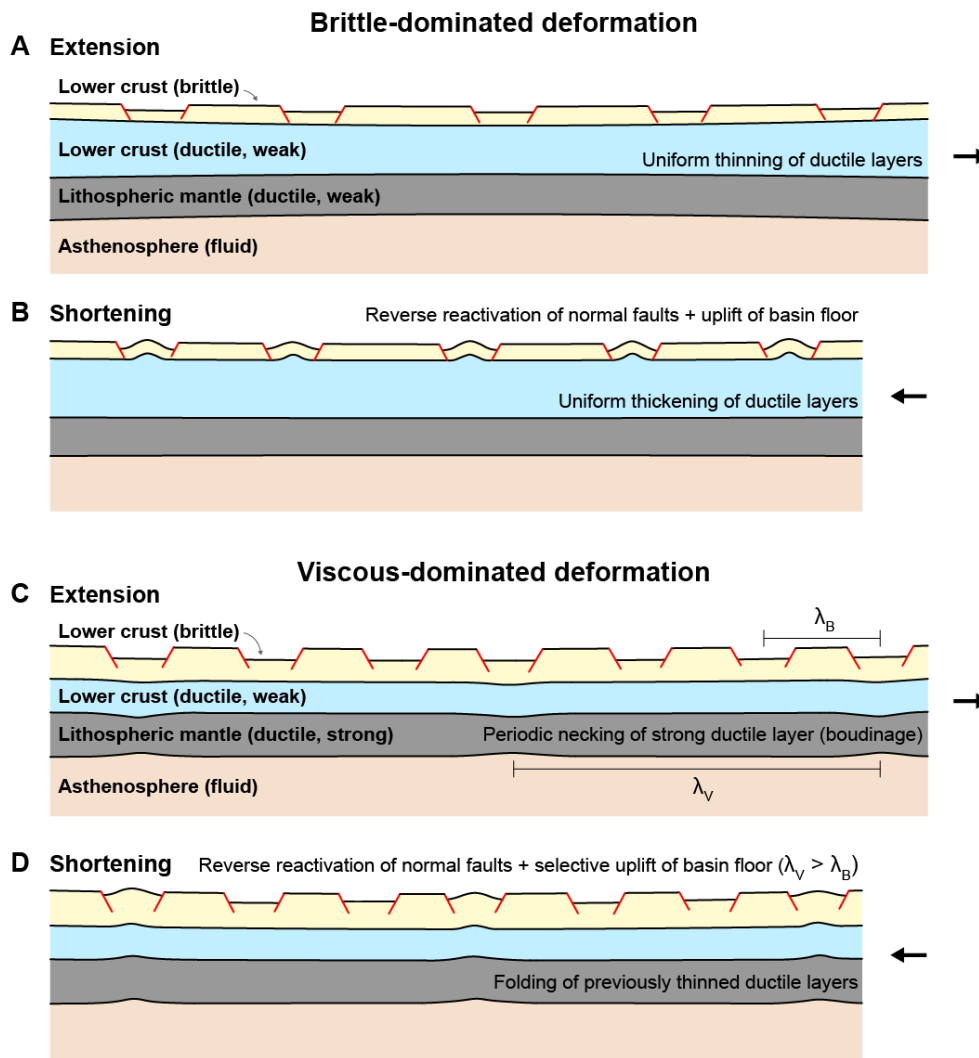 Brittle-dominated deformation
A Extension
Lower crust (brittle)
Lower crust (ductile, weak)
Uniform thinning of ductile layers
Lithospheric mantle (ductile, weak)
Asthenosphere (fluid)
B Shortening
Reverse reactivation of normal faults + uplift of basin floor
Uniform thickening of ductile layers
Viscous-dominated deformation
C Extension
Lower crust (brittle)
λB
Lower crust (ductile, weak)
Lithospheric mantle (ductile, strong)
Periodic necking of strong ductile layer (boudinage)
λV
Asthenosphere (fluid)
D Shortening
Reverse reactivation of normal faults + selective uplift of basin floor (λV > λB)
Folding of previously thinned ductile layers